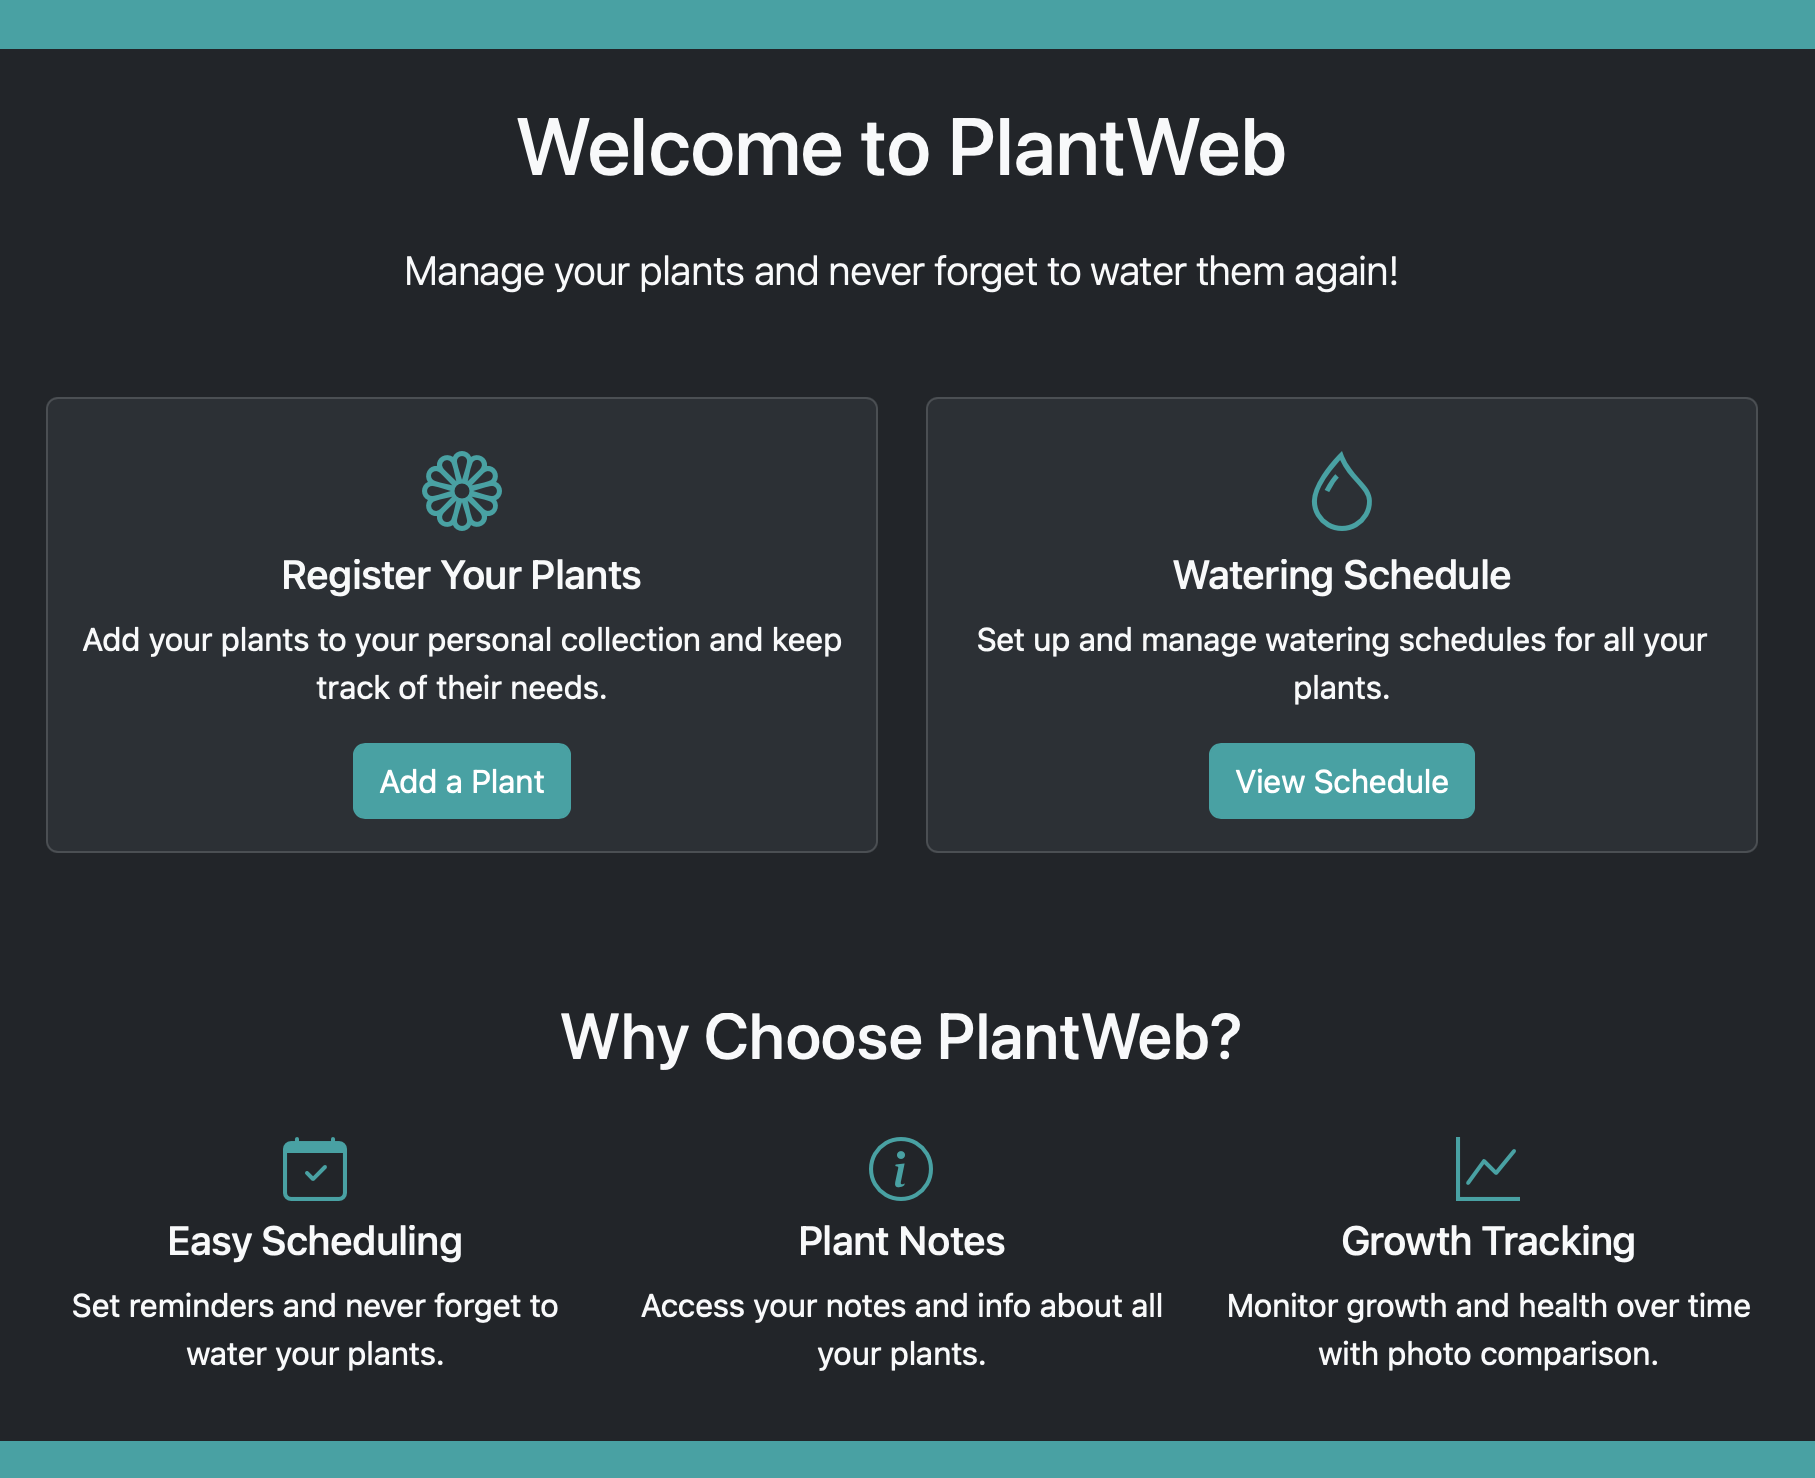 Welcome to PlantWeb
Manage your plants and never forget to water them again!
Register Your Plants
Add your plants to your personal collection and keep
track of their needs.
Add a Plant
Watering Schedule
Set up and manage watering schedules for all your
plants.
View Schedule
Why Choose PlantWeb?
Easy Scheduling
Set reminders and never forget to
water your plants.
Plant Notes
Access your notes and info about all
your plants.
Growth Tracking
Monitor growth and health over time
with photo comparison.